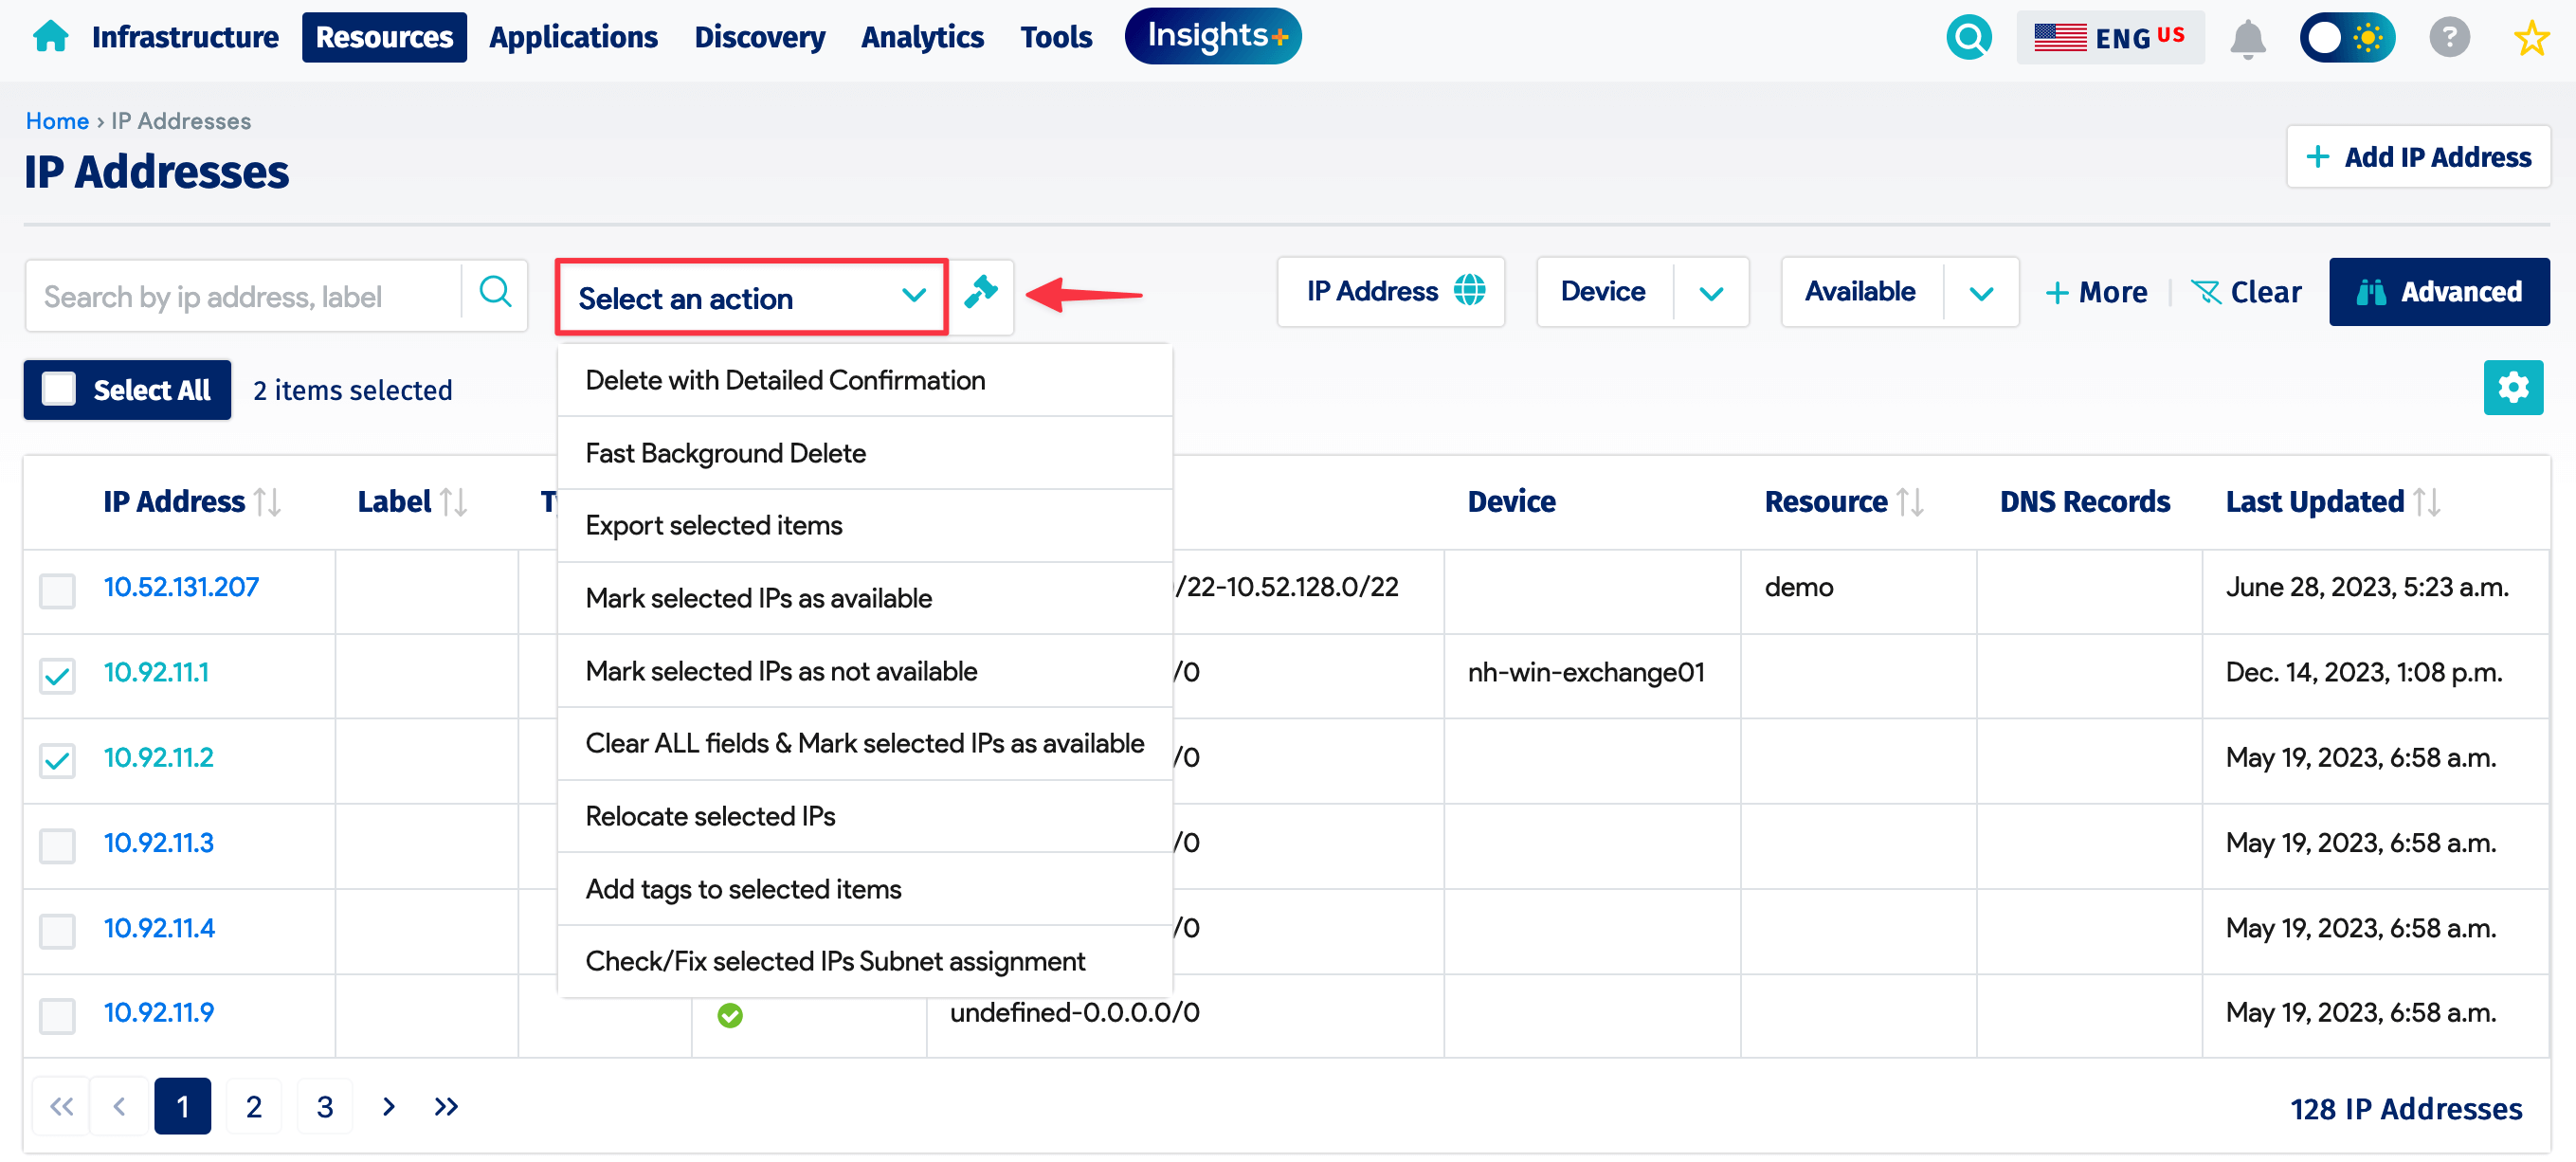 Infrastructure Resources Applications Discovery Analytics Tools Insights+ ENG US ?
Home › IP Addresses
IP Addresses
+ Add IP Address
Search by ip address, label
Select an action
IP Address Device Available + More Clear Advanced
Select All 2 items selected
Delete with Detailed Confirmation
Fast Background Delete
Export selected items
Mark selected IPs as available
Mark selected IPs as not available
Clear ALL fields & Mark selected IPs as available
Relocate selected IPs
Add tags to selected items
Check/Fix selected IPs Subnet assignment
IP Address Label Device Resource DNS Records Last Updated
10.52.131.207 /22-10.52.128.0/22 demo June 28, 2023, 5:23 a.m.
10.92.11.1 /0 nh-win-exchange01 Dec. 14, 2023, 1:08 p.m.
10.92.11.2 /0 May 19, 2023, 6:58 a.m.
10.92.11.3 /0 May 19, 2023, 6:58 a.m.
10.92.11.4 /0 May 19, 2023, 6:58 a.m.
10.92.11.9 undefined-0.0.0.0/0 May 19, 2023, 6:58 a.m.
« ‹ 1 2 3 › »
128 IP Addresses